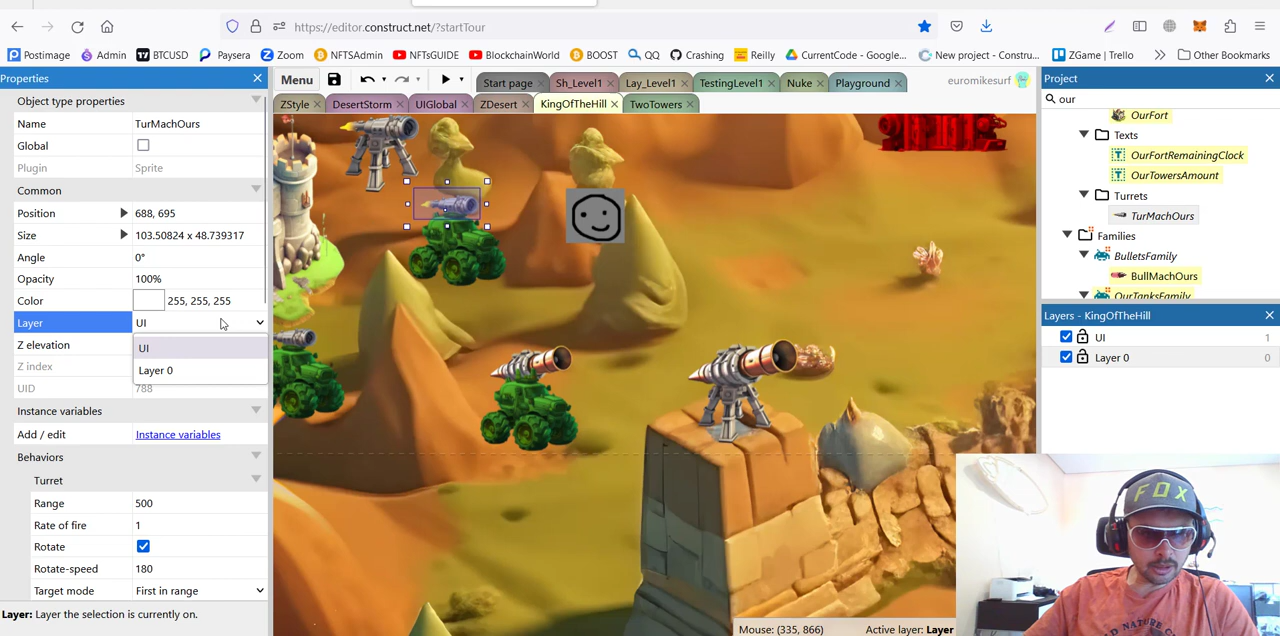 https://editor.construct.net/?startTour
Postimage
Admin
BTCUSD
Paysera
Zoom
NFTSAdmin
NFTsGUIDE
BlockchainWorld
BOOST
QQ
Crashing
Reilly
CurrentCode - Google...
New project - Constru...
ZGame | Trello
Other Bookmarks
Properties
Menu
Start page
Sh_Level1
Lay_Level1
TestingLevel1
Nuke
Playground
euromikesurf
Project
ZStyle
DesertStorm
UIGlobal
ZDesert
KingOfTheHill
TwoTowers
our
Object type properties
Name TurMachOurs
Global
Plugin Sprite
Common
Position 688, 695
Size 103.50824 x 48.739317
Angle 0°
Opacity 100%
Color 255, 255, 255
Layer UI
UI
Layer 0
Z elevation
Z index
UID 788
Instance variables
Add / edit Instance variables
Behaviors
Turret
Range 500
Rate of fire 1
Rotate
Rotate-speed 180
Target mode First in range
Layer: Layer the selection is currently on.
OurFort
Texts
OurFortRemainingClock
OurTowersAmount
Turrets
TurMachOurs
Families
BulletsFamily
BullMachOurs
OurTanksFamily
Layers - KingOfTheHill
UI 1
Layer 0 0
FOX
Mouse: (335, 866) Active layer: Layer